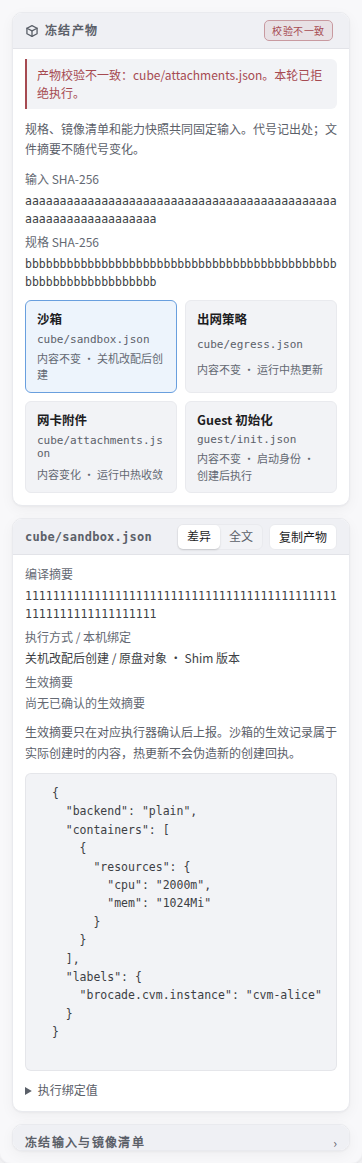 冻结产物
校验不一致
产物校验不一致：cube/attachments.json。本轮已拒
绝执行。
规格、镜像清单和能力快照共同固定输入。代号记出处；文
件摘要不随代号变化。
输入 SHA-256
aaaaaaaaaaaaaaaaaaaaaaaaaaaaaaaaaaaaaaaaaaaaa
aaaaaaaaaaaaaaaaaaa
规格 SHA-256
bbbbbbbbbbbbbbbbbbbbbbbbbbbbbbbbbbbbbbbbbbbbb
bbbbbbbbbbbbbbbbbbb
沙箱
cube/sandbox.json
内容不变 · 关机改配后创
建
出网策略
cube/egress.json
内容不变 · 运行中热更新
网卡附件
cube/attachments.js
on
内容变化 · 运行中热收敛
Guest 初始化
guest/init.json
内容不变 · 启动身份 ·
创建后执行
cube/sandbox.json
差异
全文
复制产物
编译摘要
111111111111111111111111111111111111111111111
1111111111111111111
执行方式 / 本机绑定
关机改配后创建 / 原盘对象 · Shim 版本
生效摘要
尚无已确认的生效摘要
生效摘要只在对应执行器确认后上报。沙箱的生效记录属于
实际创建时的内容，热更新不会伪造新的创建回执。
{
"backend": "plain",
"containers": [
{
"resources": {
"cpu": "2000m",
"mem": "1024Mi"
}
}
],
"labels": {
"brocade.cvm.instance": "cvm-alice"
}
}
执行绑定值
冻结输入与镜像清单